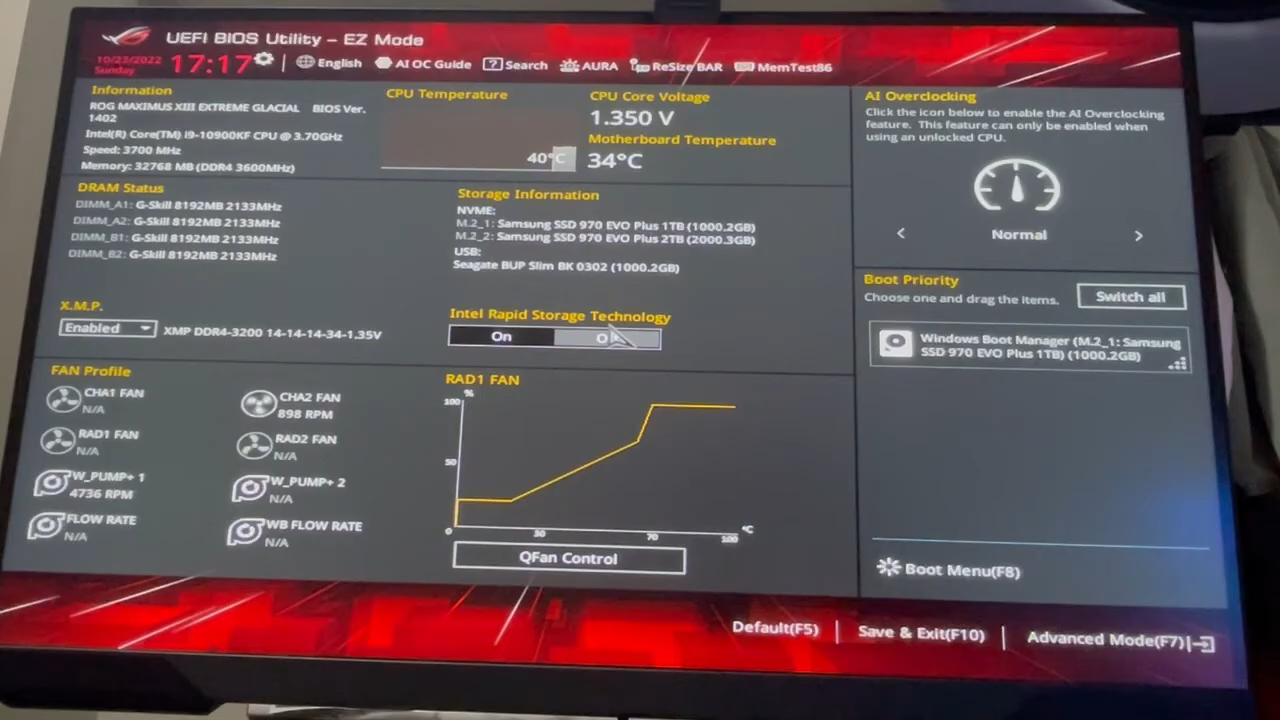 UEFI BIOS Utility – EZ Mode
10/23/2022
Sunday
17:17
English
AI OC Guide
Search
AURA
ReSize BAR
MemTest86
Information
ROG MAXIMUS XIII EXTREME GLACIAL BIOS Ver.
1402
Intel(R) Core(TM) i9-10900KF CPU @ 3.70GHz
Speed: 3700 MHz
Memory: 32768 MB (DDR4 3600MHz)
CPU Temperature
40°C
CPU Core Voltage
1.350 V
Motherboard Temperature
34°C
DRAM Status
DIMM_A1: G-Skill 8192MB 2133MHz
DIMM_A2: G-Skill 8192MB 2133MHz
DIMM_B1: G-Skill 8192MB 2133MHz
DIMM_B2: G-Skill 8192MB 2133MHz
Storage Information
NVME:
M.2_1: Samsung SSD 970 EVO Plus 1TB (1000.2GB)
M.2_2: Samsung SSD 970 EVO Plus 2TB (2000.3GB)
USB:
Seagate BUP Slim BK 0302 (1000.2GB)
X.M.P.
Enabled
XMP DDR4-3200 14-14-14-34-1.35V
Intel Rapid Storage Technology
On
FAN Profile
CHA1 FAN
N/A
CHA2 FAN
898 RPM
RAD1 FAN
N/A
RAD2 FAN
N/A
W_PUMP+ 1
4736 RPM
W_PUMP+ 2
N/A
FLOW RATE
N/A
WB FLOW RATE
N/A
RAD1 FAN
%
100
50
0
30
70
100
°C
QFan Control
AI Overclocking
Click the icon below to enable the AI Overclocking
feature. This feature can only be enabled when
using an unlocked CPU.
Normal
Boot Priority
Choose one and drag the items.
Switch all
Windows Boot Manager (M.2_1: Samsung
SSD 970 EVO Plus 1TB) (1000.2GB)
Boot Menu(F8)
Default(F5)
Save & Exit(F10)
Advanced Mode(F7)